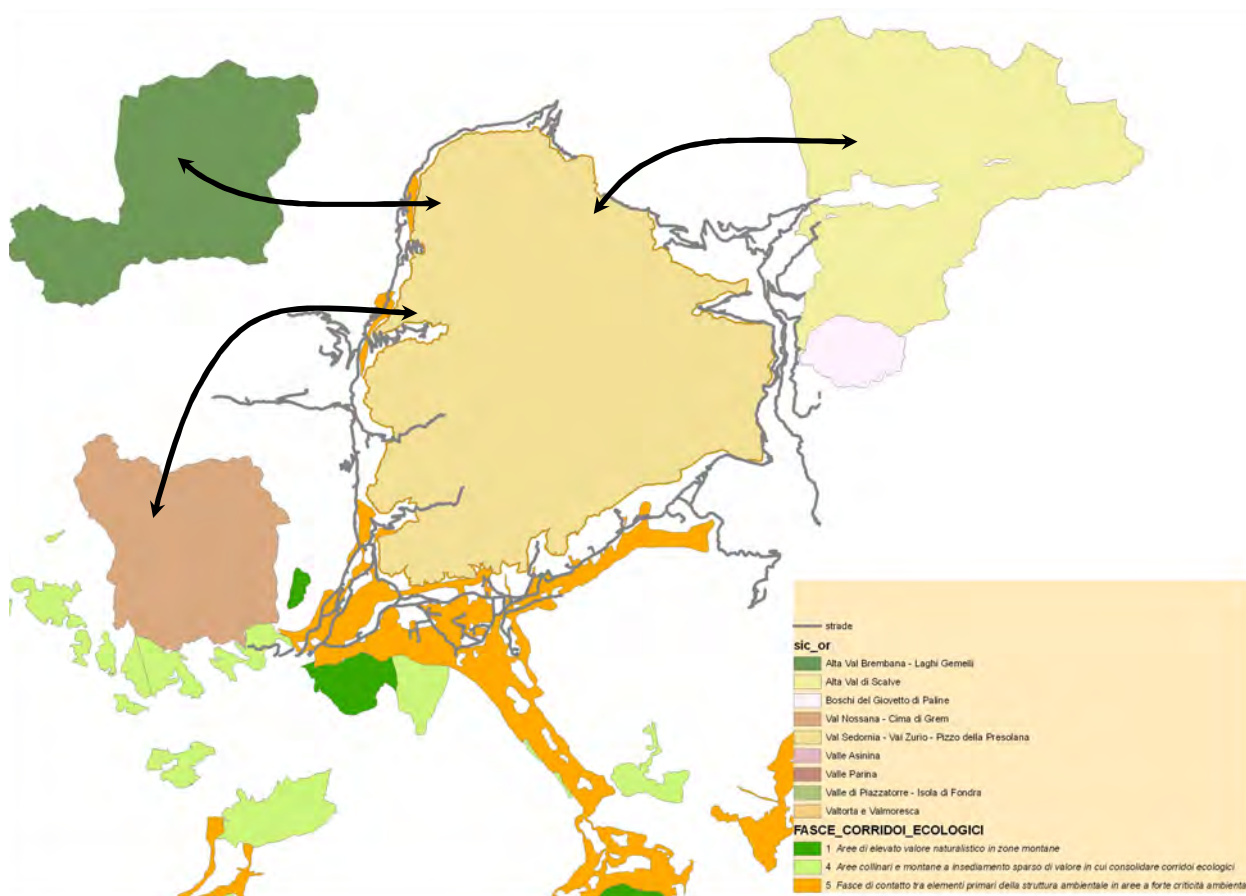 strade
sic_or
Alta Val Brembana - Laghi Gemelli
Alta Val di Scalve
Boschi del Giovetto di Paline
Val Nossana - Cima di Grem
Val Sedornia - Val Zurio - Pizzo della Presolana
Valle Asinina
Valle Parina
Valle di Piazzatorre - Isola di Fondra
Valtorta e Valmoresca
FASCE_CORRIDOI_ECOLOGICI
1 Aree di elevato valore naturalistico in zone montane
4 Aree collinari e montane a insediamento sparso di valore in cui consolidare corridoi ecologici
5 Fasce di contatto tra elementi primari della struttura ambientale in aree a forte criticità ambient